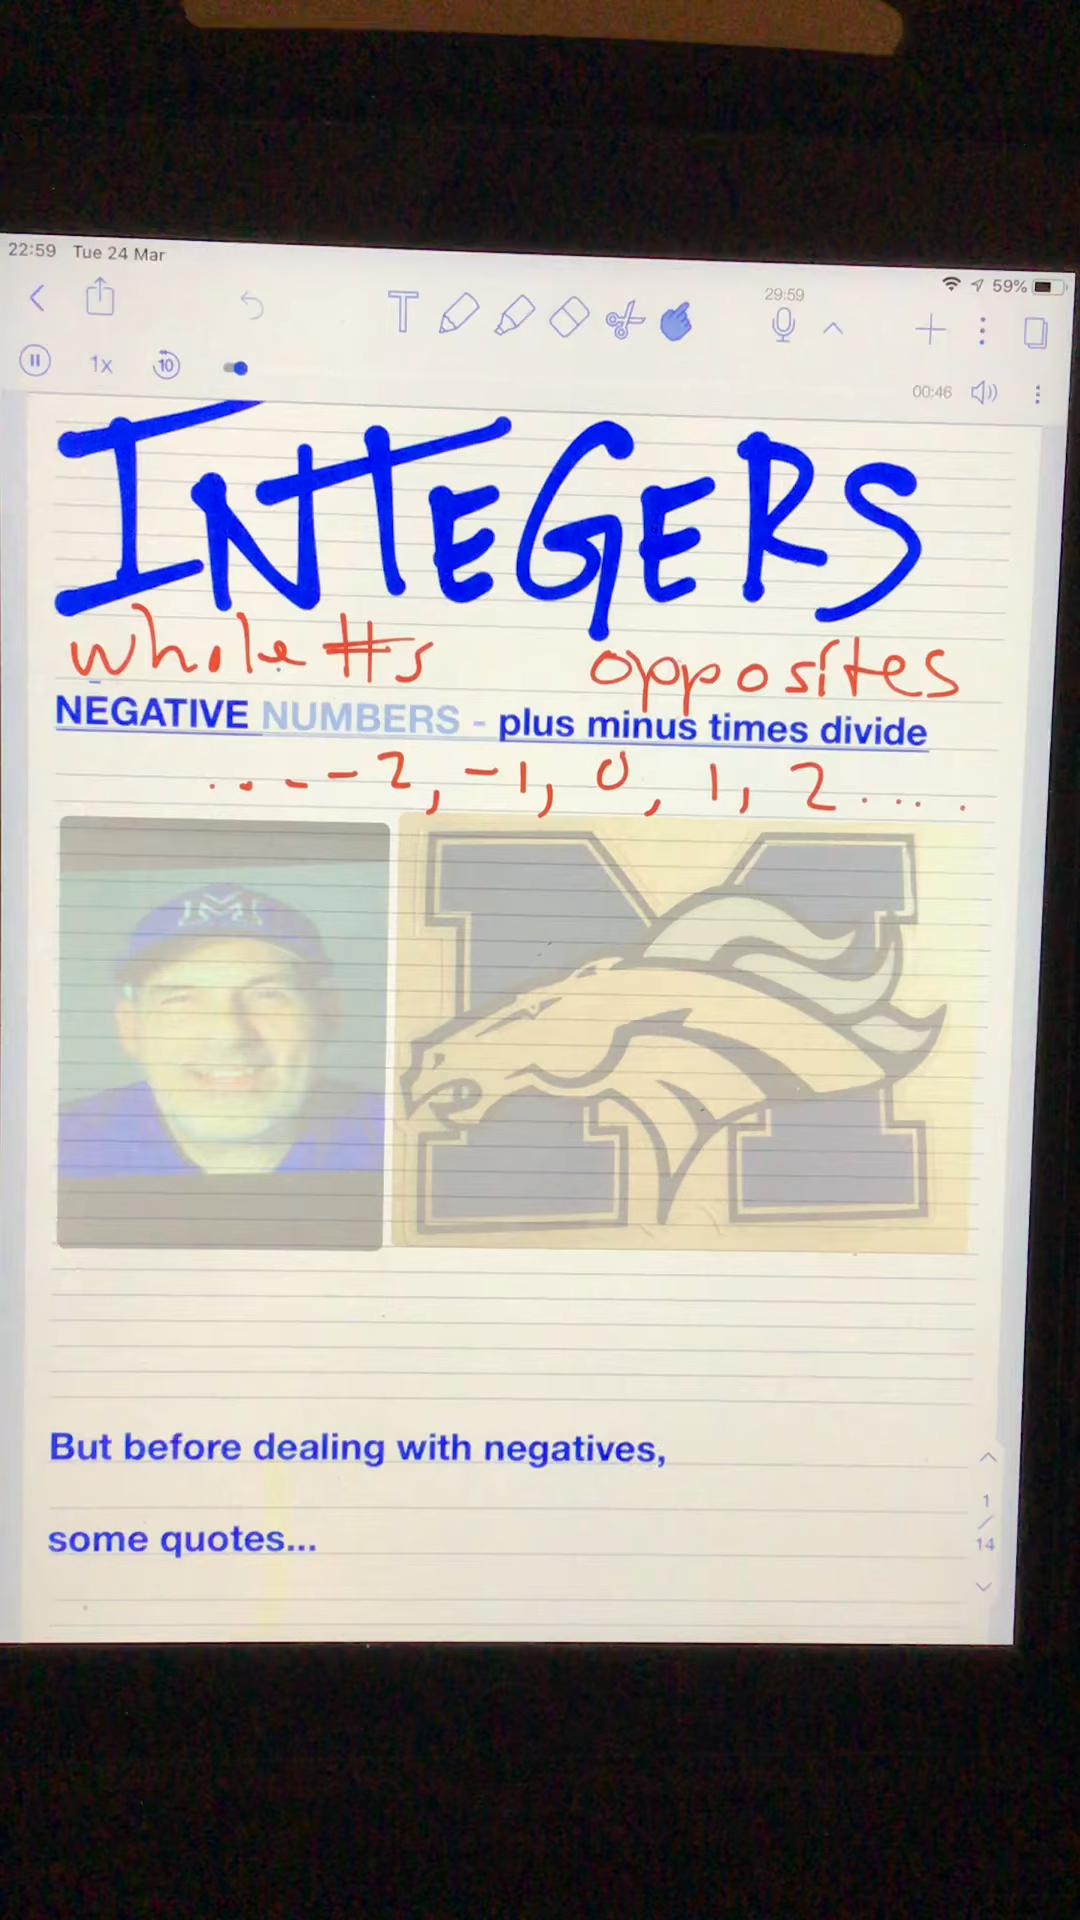 22:59 Tue 24 Mar
59%
T
29:59
1x
10
00:46
INTEGERS
whole #s opposites
NEGATIVE NUMBERS - plus minus times divide
... - 2, -1, 0, 1, 2 . . . .
M
M
But before dealing with negatives,
some quotes...
1
/
14